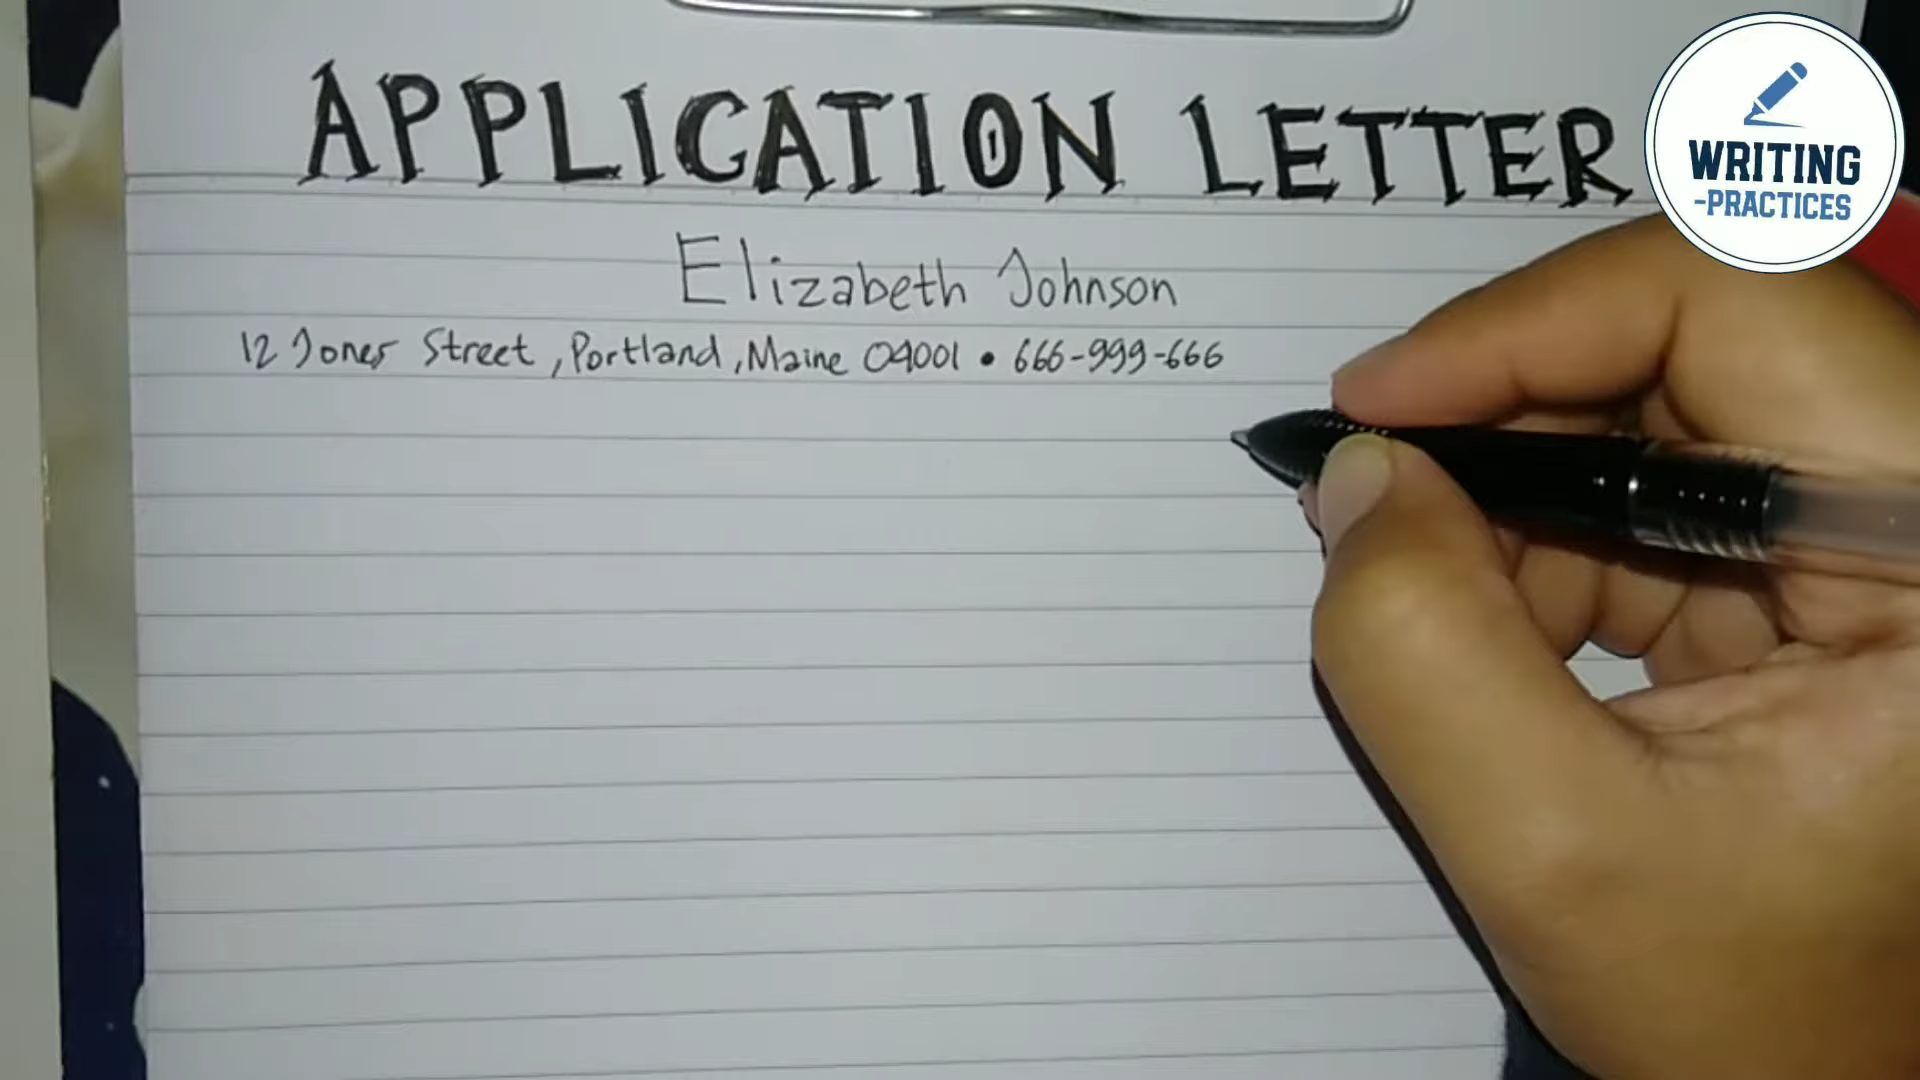 APPLICATION LETTER
WRITING
-PRACTICES
Elizabeth Johnson
12 Jones Street, Portland, Maine 04001 • 666-999-666